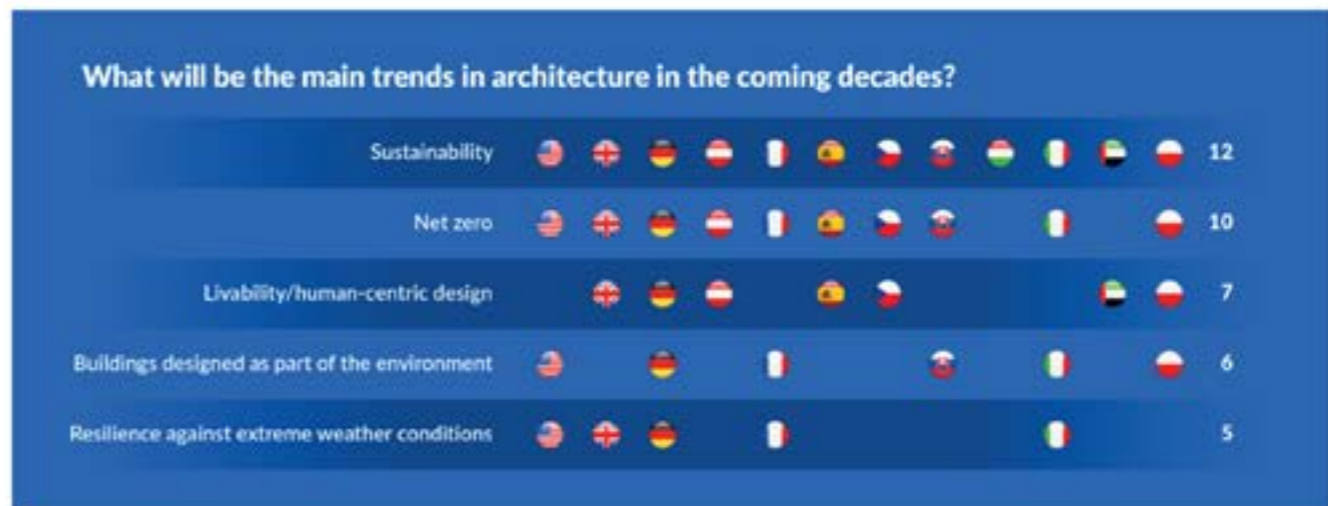 What will be the main trends in architecture in the coming decades?
Sustainability 12
Net zero 10
Livability/human-centric design 7
Buildings designed as part of the environment 6
Resilience against extreme weather conditions 5